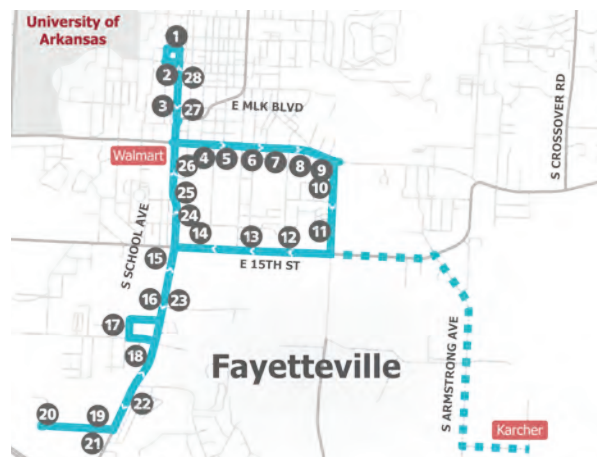 University of
Arkansas
1
2
28
3
27
E MLK BLVD
S CROSSOVER RD
Walmart
26
4
5
6
7
8
9
10
25
24
11
14
13
12
15
E 15TH ST
S SCHOOL AVE
16
23
17
18
Fayetteville
S ARMSTRONG AVE
22
20
19
21
Karcher